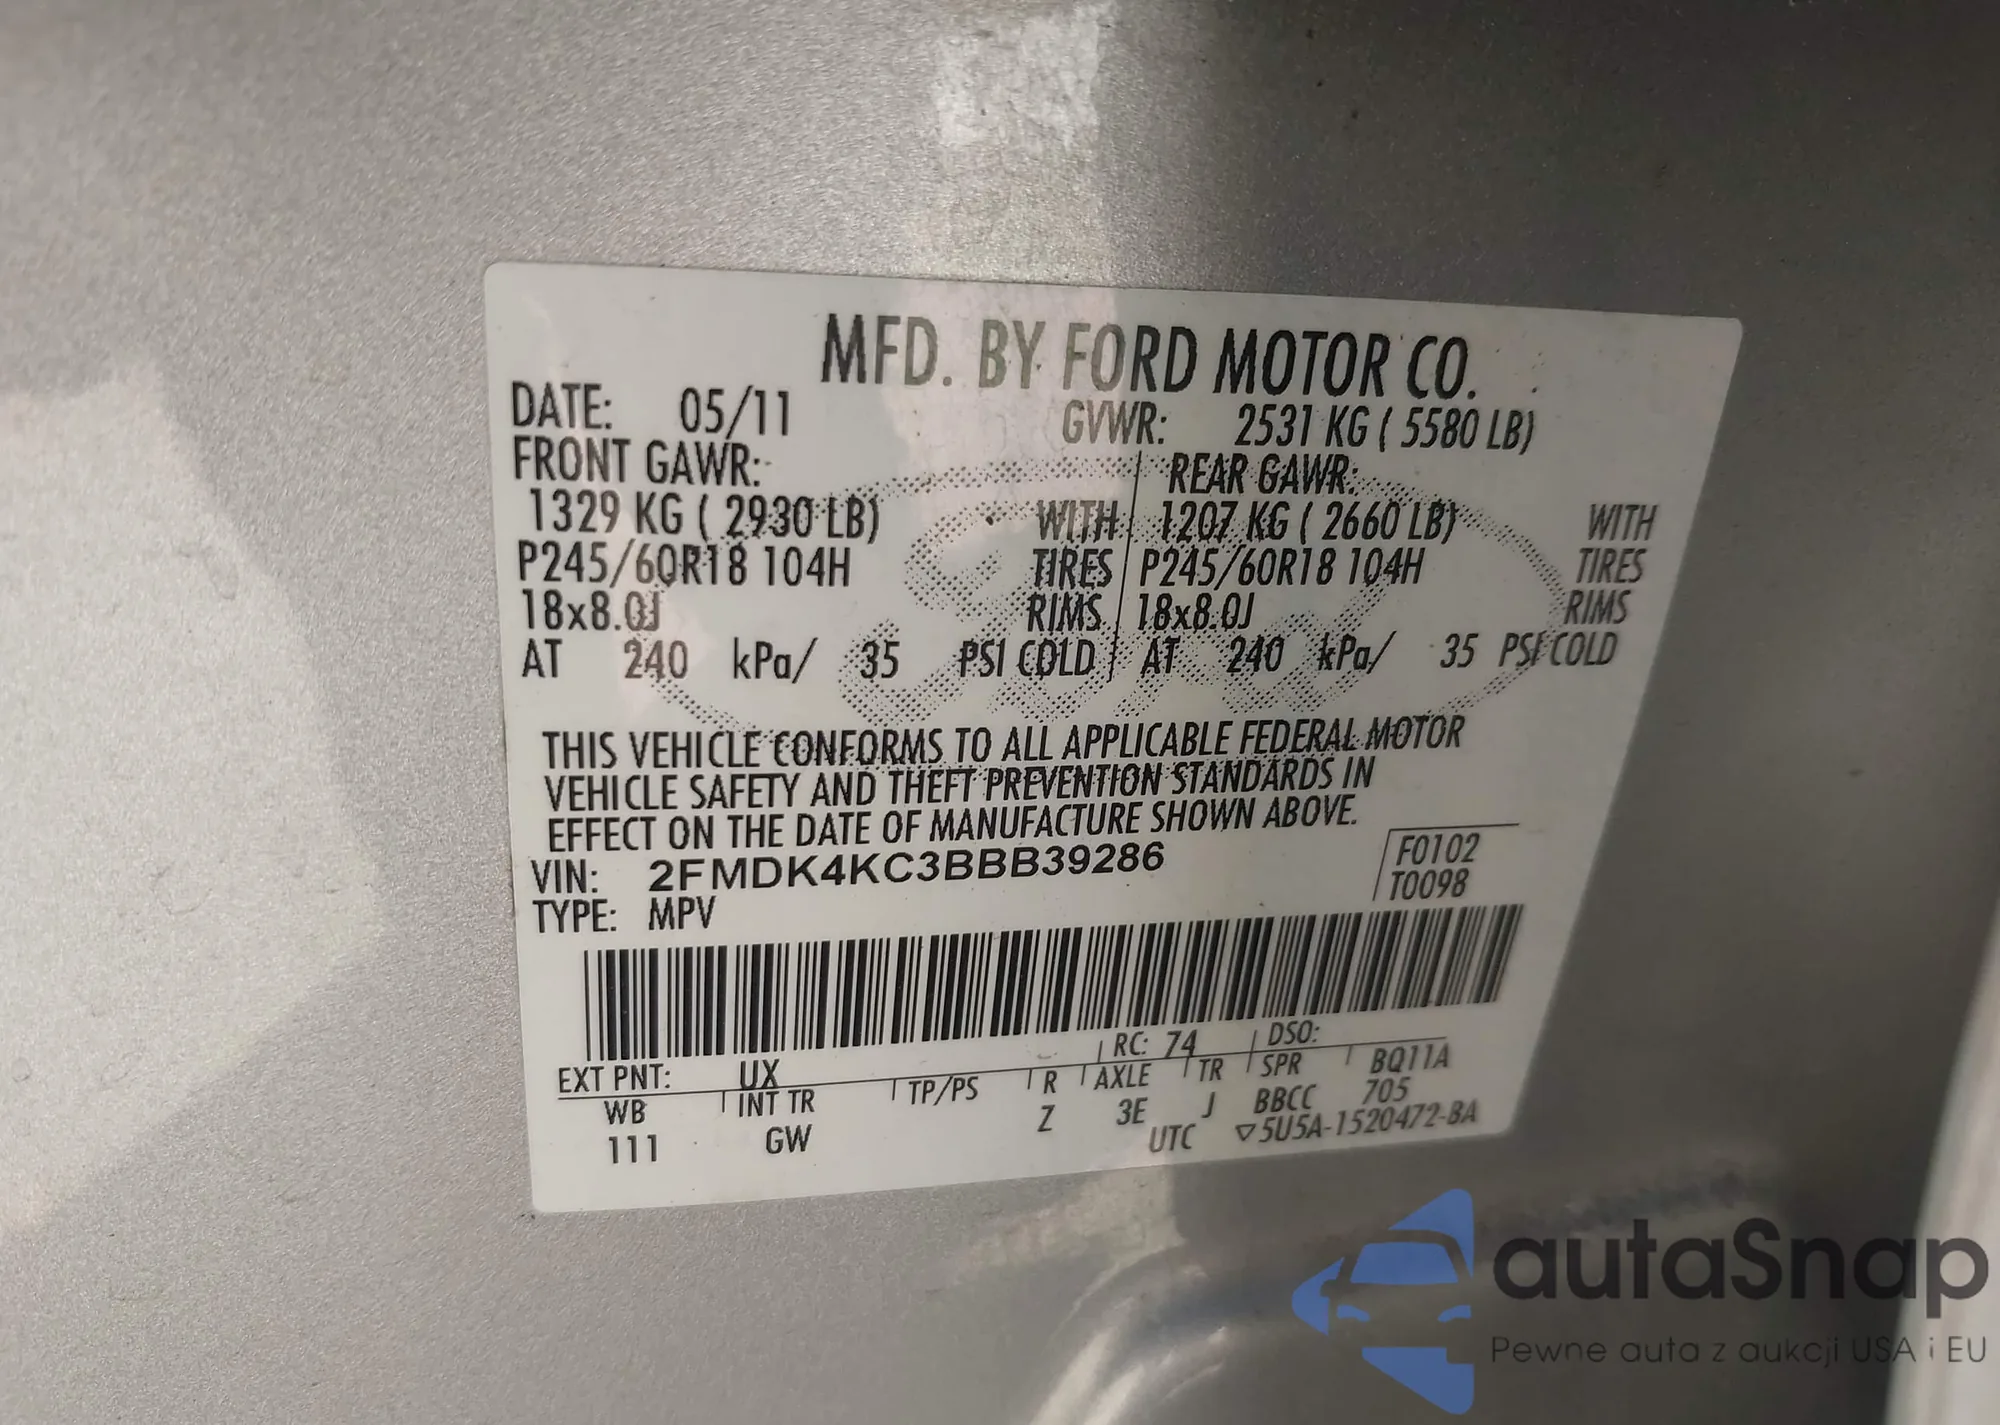 MFD. BY FORD MOTOR CO.
DATE: 05/11 GVWR: 2531 KG ( 5580 LB)
FRONT GAWR: REAR GAWR:
1329 KG ( 2930 LB) WITH 1207 KG ( 2660 LB) WITH
P245/60R18 104H TIRES P245/60R18 104H TIRES
18x8.0J RIMS 18x8.0J RIMS
AT 240 kPa/ 35 PSI COLD AT 240 kPa/ 35 PSI COLD
THIS VEHICLE CONFORMS TO ALL APPLICABLE FEDERAL MOTOR
VEHICLE SAFETY AND THEFT PREVENTION STANDARDS IN
EFFECT ON THE DATE OF MANUFACTURE SHOWN ABOVE.
VIN: 2FMDK4KC3BBB39286 F0102
TYPE: MPV T0098
EXT PNT: UX RC: 74 DSO:
WB INT TR TP/PS R AXLE TR SPR BQ11A
111 GW Z 3E J BBCC 705
UTC ▽5U5A-1520472-BA
autaSnap
Pewne auta z aukcji USA i EU